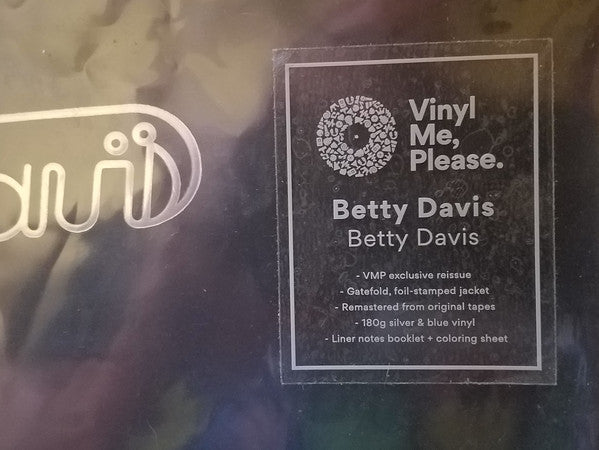 Vinyl
Me,
Please.
Betty Davis
Betty Davis
- VMP exclusive reissue
- Gatefold, foil-stamped jacket
- Remastered from original tapes
- 180g silver & blue vinyl
- Liner notes booklet + coloring sheet